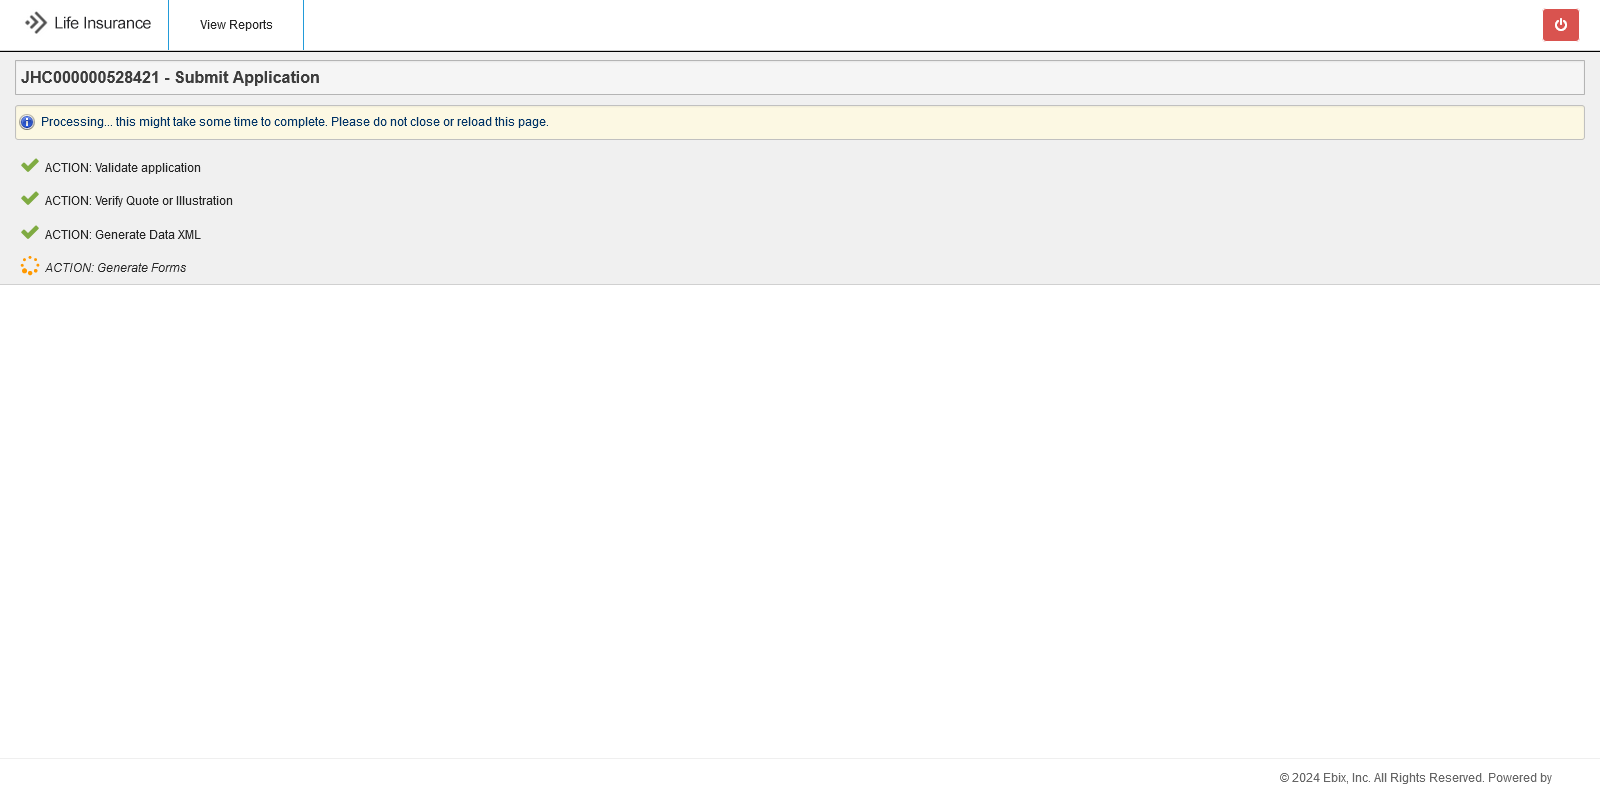 Life Insurance
View Reports
JHC000000528421 - Submit Application
Processing... this might take some time to complete. Please do not close or reload this page.
ACTION: Validate application
ACTION: Verify Quote or Illustration
ACTION: Generate Data XML
ACTION: Generate Forms
© 2024 Ebix, Inc. All Rights Reserved. Powered by